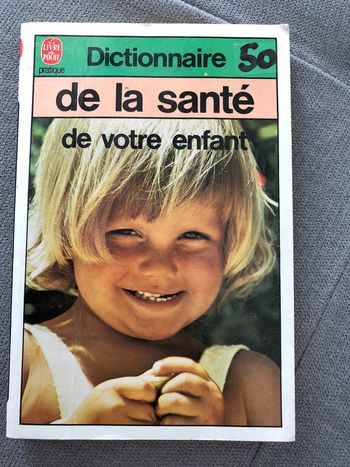 LE LIVRE
DE POCHE
pratique
Dictionnaire 50
de la santé
de votre enfant